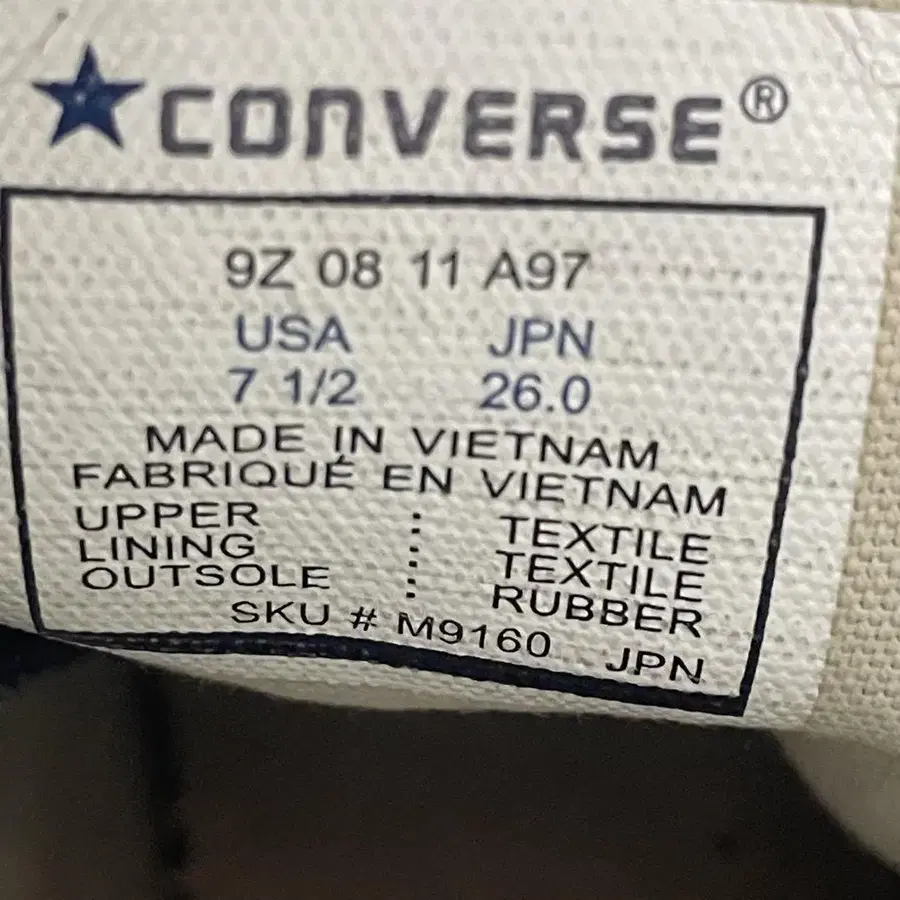 ★CONVERSE®
9Z 08 11 A97
USA JPN
7 1/2 26.0
MADE IN VIETNAM
FABRIQUÉ EN VIETNAM
UPPER : TEXTILE
LINING : TEXTILE
OUTSOLE : RUBBER
SKU # M9160 JPN